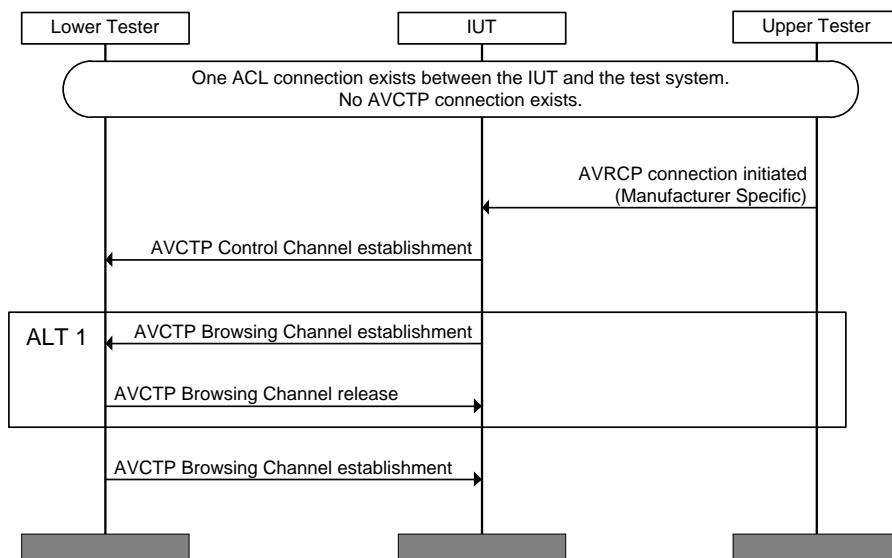 Lower Tester
IUT
Upper Tester
One ACL connection exists between the IUT and the test system.
No AVCTP connection exists.
AVRCP connection initiated
(Manufacturer Specific)
AVCTP Control Channel establishment
ALT 1
AVCTP Browsing Channel establishment
AVCTP Browsing Channel release
AVCTP Browsing Channel establishment